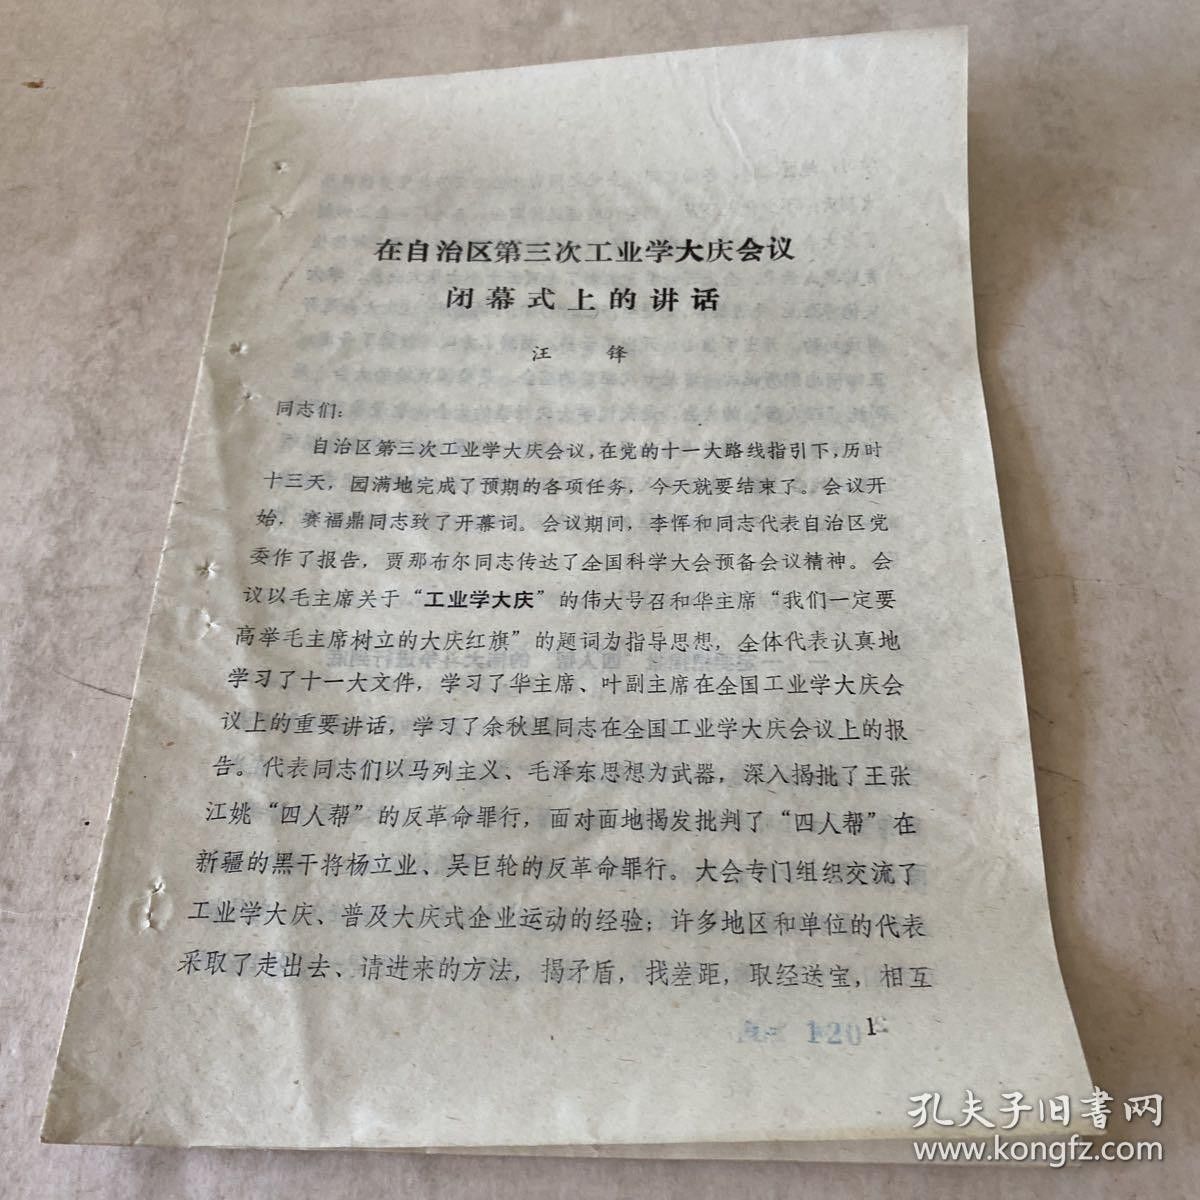 在自治区第三次工业学大庆会议
闭幕式上的讲话
汪 锋
同志们:
自治区第三次工业学大庆会议,在党的十一大路线指引下,历时
十三天,园满地完成了预期的各项任务,今天就要结束了。会议开
始,赛福鼎同志致了开幕词。会议期间,李恽和同志代表自治区党
委作了报告,贾那布尔同志传达了全国科学大会预备会议精神。会
议以毛主席关于“工业学大庆”的伟大号召和华主席“我们一定要
高举毛主席树立的大庆红旗”的题词为指导思想,全体代表认真地
学习了十一大文件,学习了华主席、叶副主席在全国工业学大庆会
议上的重要讲话,学习了余秋里同志在全国工业学大庆会议上的报
告。代表同志们以马列主义、毛泽东思想为武器,深入揭批了王张
江姚“四人帮”的反革命罪行,面对面地揭发批判了“四人帮”在
新疆的黑干将杨立业、吴巨轮的反革命罪行。大会专门组织交流了
工业学大庆、普及大庆式企业运动的经验;许多地区和单位的代表
采取了走出去、请进来的方法,揭矛盾,找差距,取经送宝,相互
1
120
孔夫子旧书网
www.kongfz.com